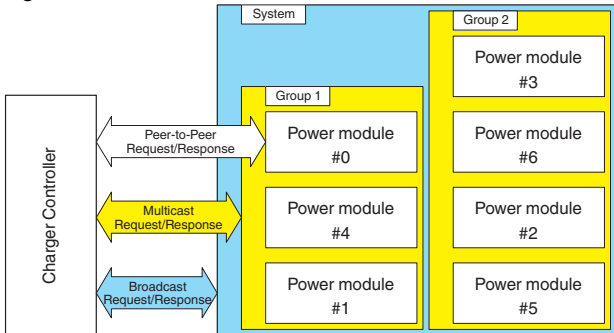 System
Group 2
Power module
#3
Group 1
Peer-to-Peer
Request/Response
Power module
#0
Power module
#6
Charger Controller
Multicast
Request/Response
Power module
#4
Power module
#2
Broadcast
Request/Response
Power module
#1
Power module
#5